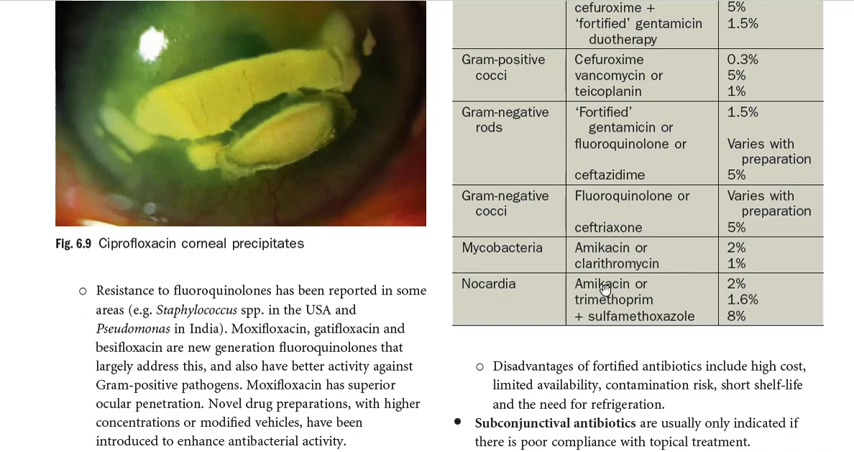 Fig. 6.9 Ciprofloxacin corneal precipitates
○ Resistance to fluoroquinolones has been reported in some
areas (e.g. Staphylococcus spp. in the USA and
Pseudomonas in India). Moxifloxacin, gatifloxacin and
besifloxacin are new generation fluoroquinolones that
largely address this, and also have better activity against
Gram-positive pathogens. Moxifloxacin has superior
ocular penetration. Novel drug preparations, with higher
concentrations or modified vehicles, have been
introduced to enhance antibacterial activity.
cefuroxime + 5%
‘fortified’ gentamicin 1.5%
duotherapy
Gram-positive Cefuroxime 0.3%
cocci vancomycin or 5%
teicoplanin 1%
Gram-negative ‘Fortified’ 1.5%
rods gentamicin or
fluoroquinolone or Varies with
preparation
ceftazidime 5%
Gram-negative Fluoroquinolone or Varies with
cocci preparation
ceftriaxone 5%
Mycobacteria Amikacin or 2%
clarithromycin 1%
Nocardia Amikacin or 2%
trimethoprim 1.6%
+ sulfamethoxazole 8%
○ Disadvantages of fortified antibiotics include high cost,
limited availability, contamination risk, short shelf-life
and the need for refrigeration.
• Subconjunctival antibiotics are usually only indicated if
there is poor compliance with topical treatment.